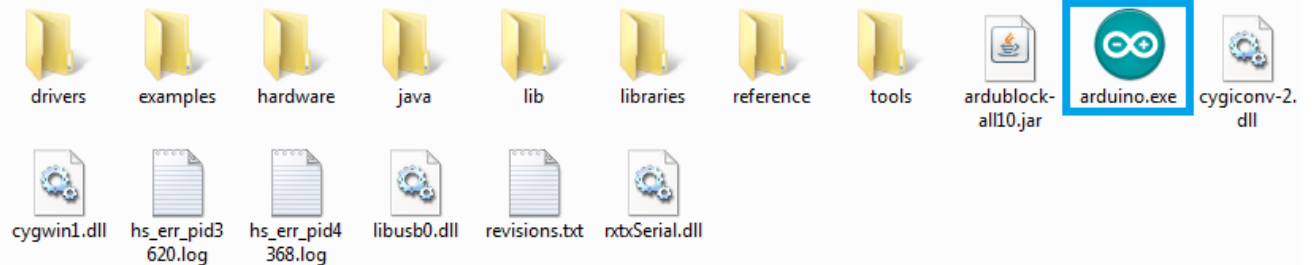 drivers
examples
hardware
java
lib
libraries
reference
tools
ardublock-
all10.jar
arduino.exe
cygiconv-2.
dll
cygwin1.dll
hs_err_pid3
620.log
hs_err_pid4
368.log
libusb0.dll
revisions.txt
rxtxSerial.dll